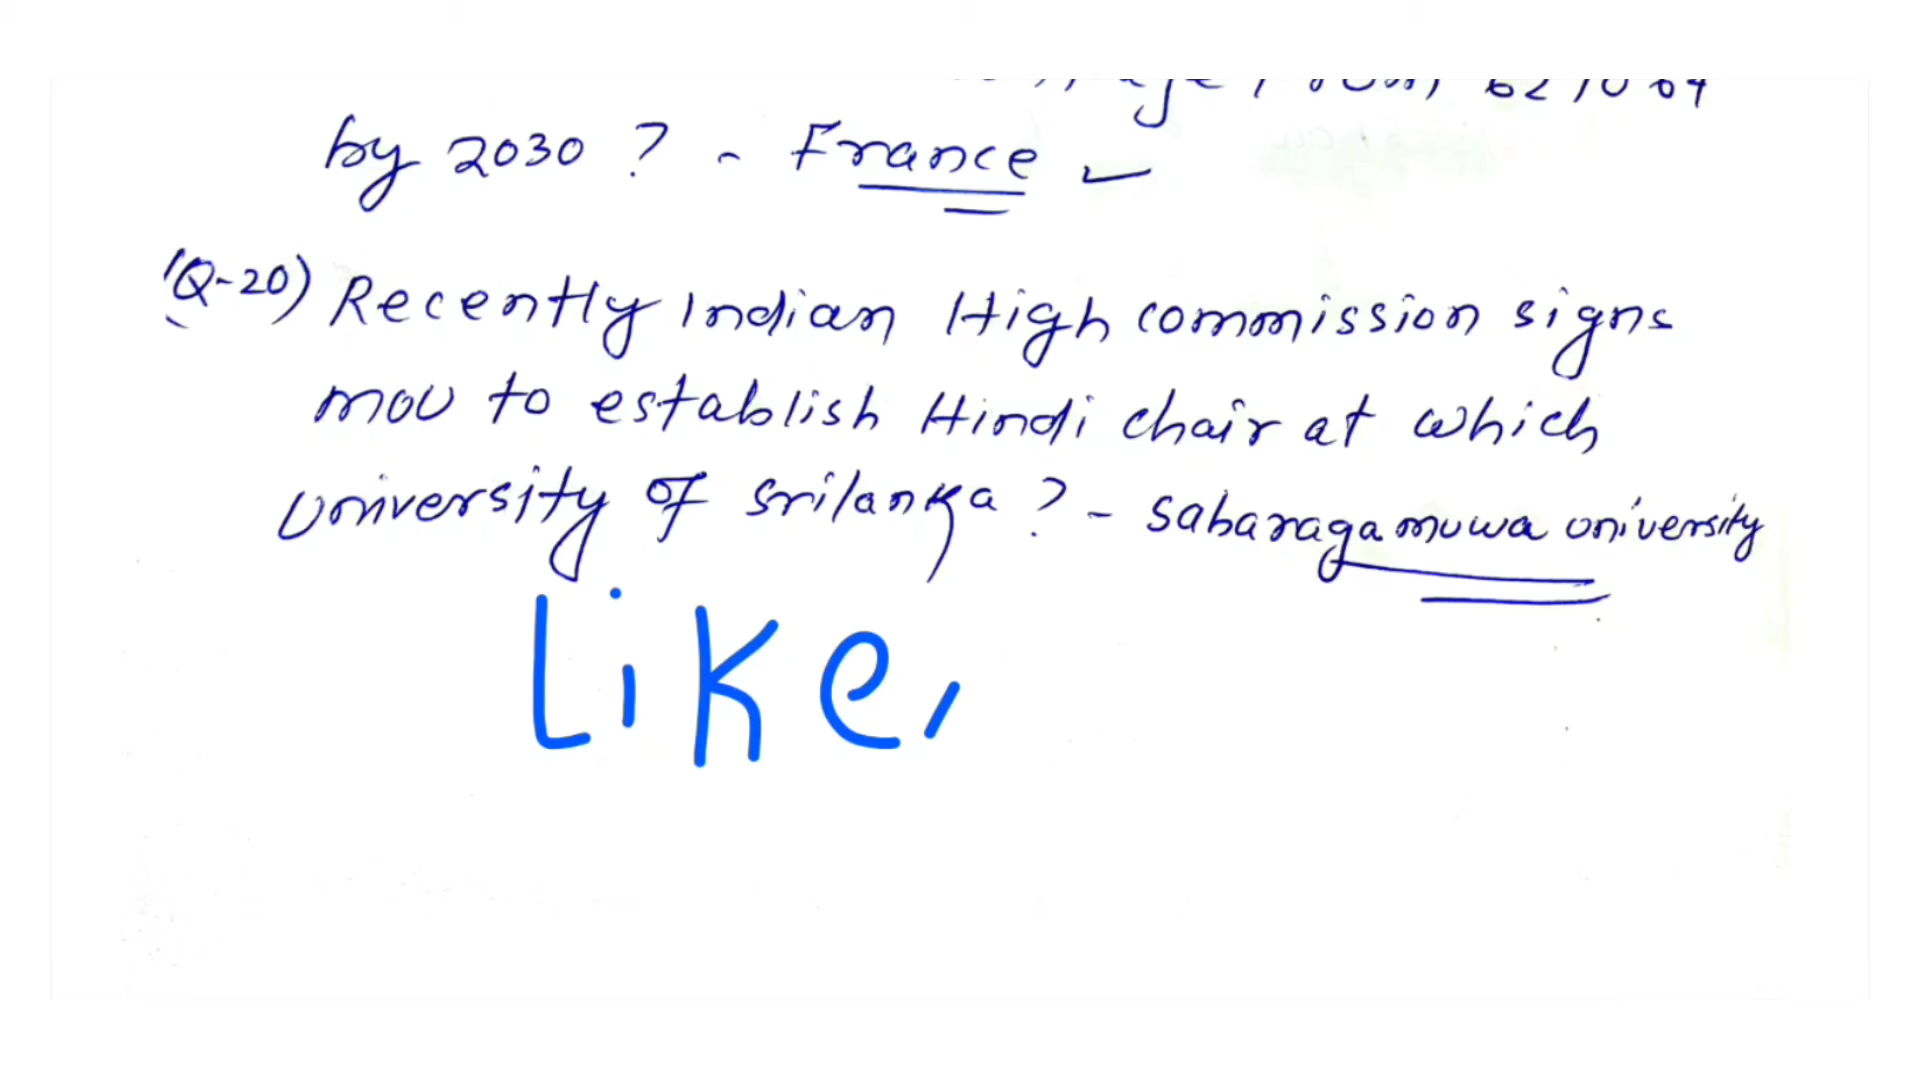 by 2030 ? - France
(Q-20) Recently Indian High commission signs
mou to establish Hindi chair at which
university of srilanka ? - sabaragamuwa university
Like,